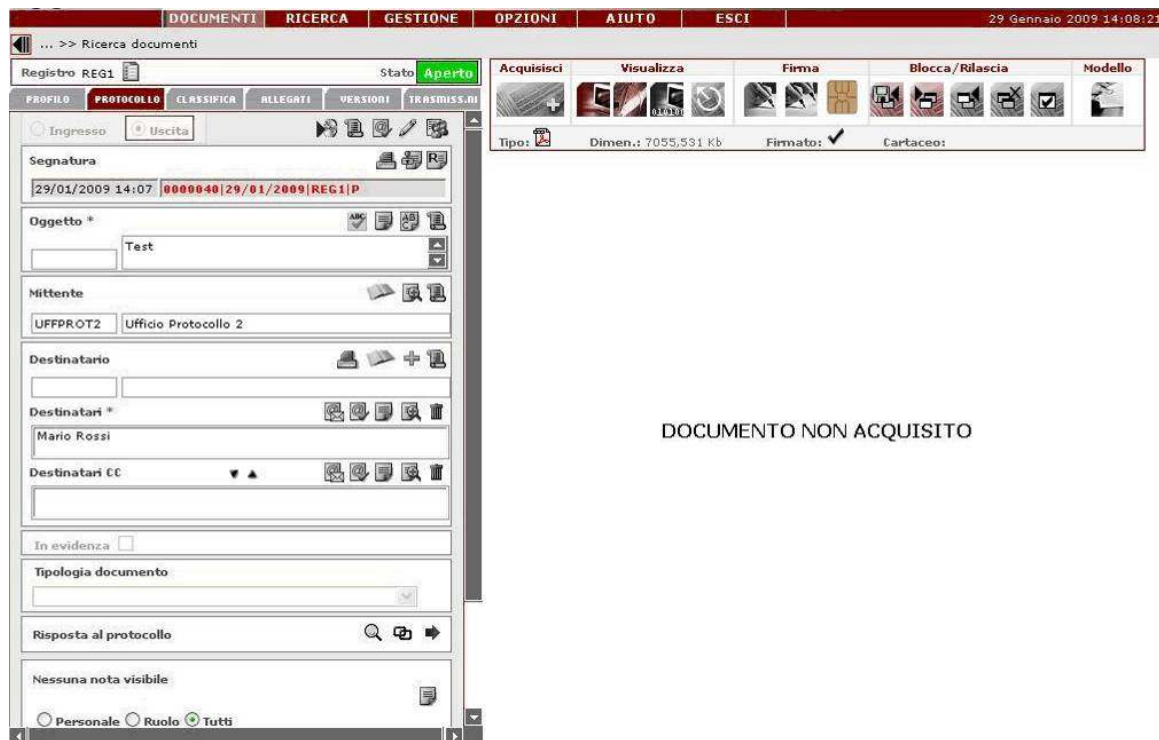 DOCUMENTI RICERCA GESTIONE OPZIONI AIUTO ESCI 29 Gennaio 2009 14:08:21
... >> Ricerca documenti
Registro REG1 Stato Aperto
PROFILO PROTOCOLLO CLASSIFICA ALLEGATI VERSIONI TRASMISS.NI
Ingresso Uscita
Segnatura
29/01/2009 14:07 0000040|29/01/2009|REG1|P
Oggetto *
Test
Mittente
UFFPROT2 Ufficio Protocollo 2
Destinatario
Destinatari *
Mario Rossi
Destinatari CC
In evidenza
Tipologia documento
Risposta al protocollo
Nessuna nota visibile
Personale Ruolo Tutti
Acquisisci Visualizza Firma Blocca/Rilascia Modello
Tipo: Dimen.: 7055,531 Kb Firmato: Cartaceo:
DOCUMENTO NON ACQUISITO